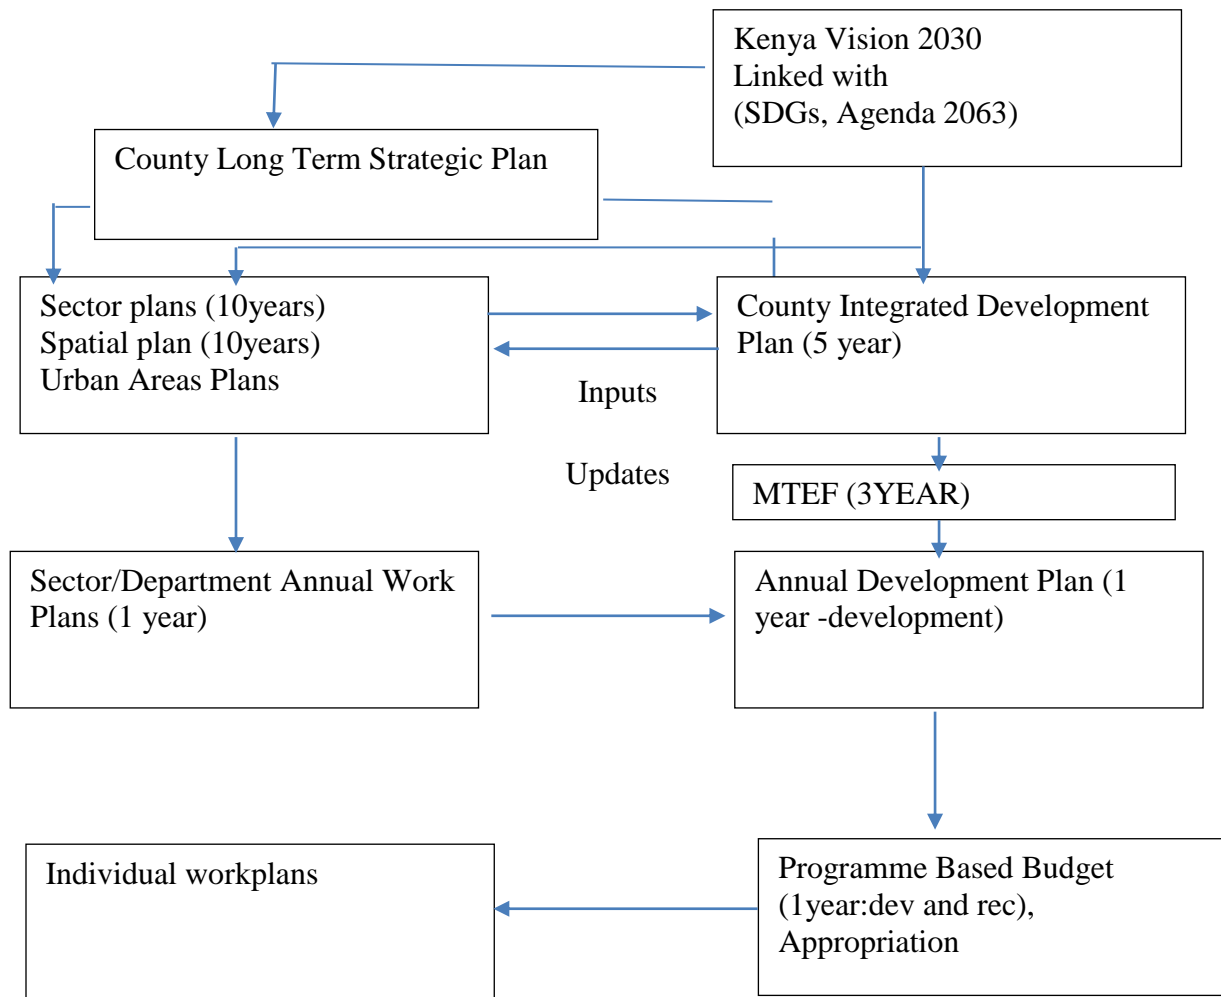 Kenya Vision 2030
Linked with
(SDGs, Agenda 2063)
County Long Term Strategic Plan
Sector plans (10years)
Spatial plan (10years)
Urban Areas Plans
County Integrated Development
Plan (5 year)
Inputs
Updates
MTEF (3YEAR)
Sector/Department Annual Work
Plans (1 year)
Annual Development Plan (1
year -development)
Individual workplans
Programme Based Budget
(1year:dev and rec),
Appropriation